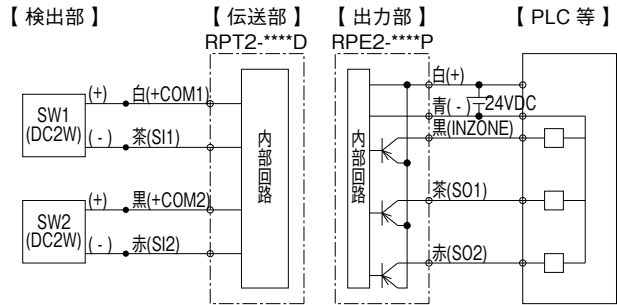 【 検出部 】 【 伝送部 】 【 出力部 】 【 PLC 等 】
RPT2-****D RPE2-****P
SW1
(DC2W)
(+) 白(+COM1)
( - ) 茶(SI1)
SW2
(DC2W)
(+) 黒(+COM2)
( - ) 赤(SI2)
内部回路
内部回路
白(+)
青( - ) 24VDC
黒(INZONE)
茶(SO1)
赤(SO2)